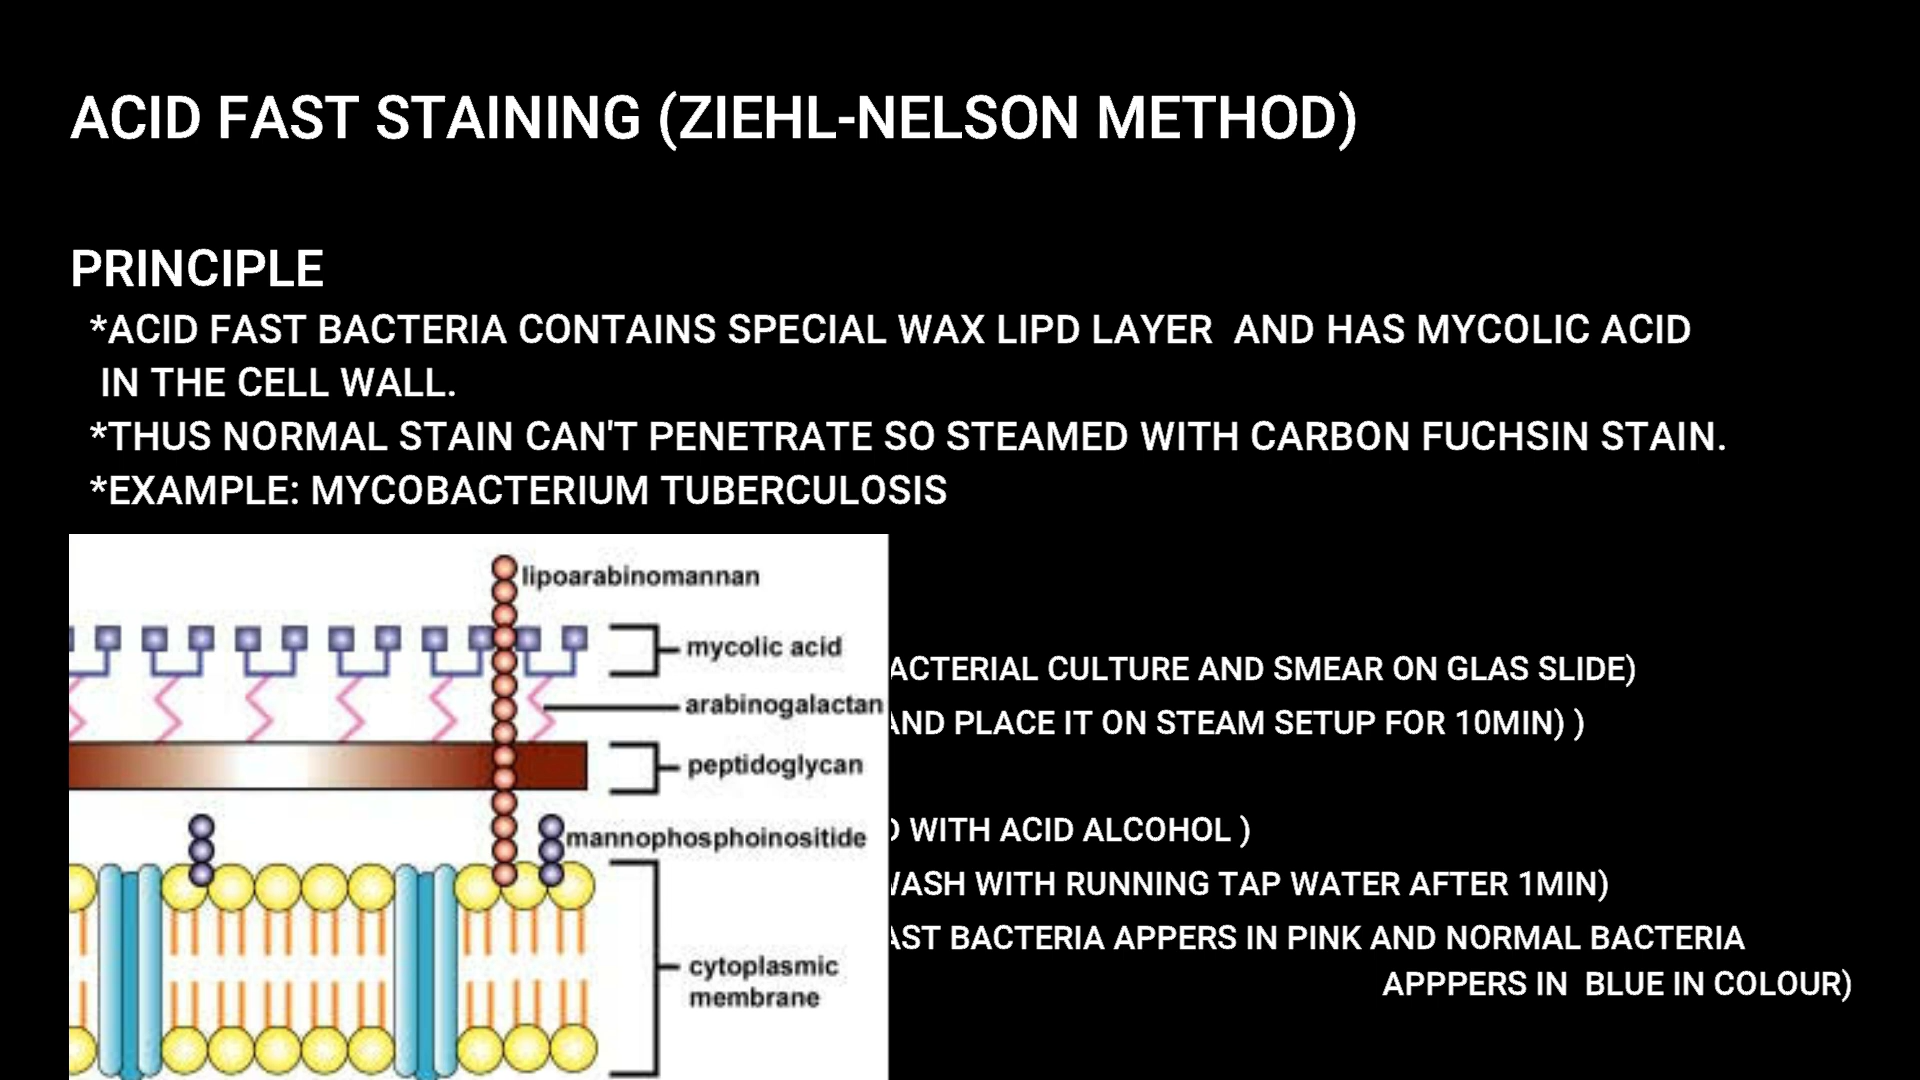 ACID FAST STAINING (ZIEHL-NELSON METHOD)
PRINCIPLE
*ACID FAST BACTERIA CONTAINS SPECIAL WAX LIPD LAYER AND HAS MYCOLIC ACID
IN THE CELL WALL.
*THUS NORMAL STAIN CAN'T PENETRATE SO STEAMED WITH CARBON FUCHSIN STAIN.
*EXAMPLE: MYCOBACTERIUM TUBERCULOSIS
lipoarabinomannan
mycolic acid
arabinogalactan
peptidoglycan
mannophosphoinositide
cytoplasmic
membrane
ACTERIAL CULTURE AND SMEAR ON GLAS SLIDE)
AND PLACE IT ON STEAM SETUP FOR 10MIN) )
WITH ACID ALCOHOL )
WASH WITH RUNNING TAP WATER AFTER 1MIN)
AST BACTERIA APPERS IN PINK AND NORMAL BACTERIA
APPPERS IN BLUE IN COLOUR)